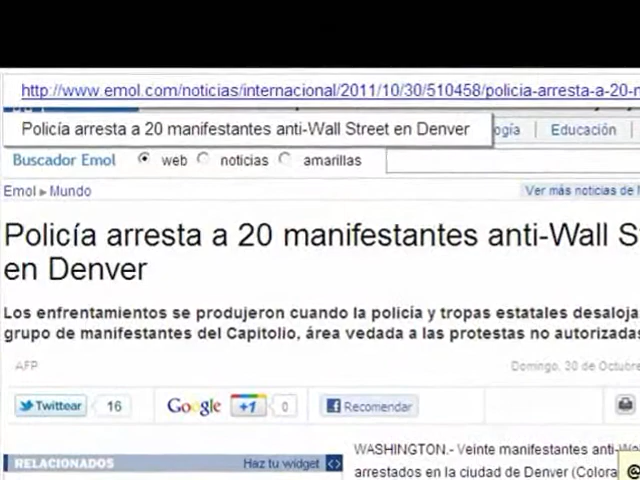 http://www.emol.com/noticias/internacional/2011/10/30/510458/policia-arresta-a-20-
Policía arresta a 20 manifestantes anti-Wall Street en Denver
Educación
Buscador Emol web noticias amarillas
Emol Mundo
Ver más noticias de
Policía arresta a 20 manifestantes anti-Wall
en Denver
Los enfrentamientos se produjeron cuando la policía y tropas estatales desaloja
grupo de manifestantes del Capitolio, área vedada a las protestas no autorizadas
AFP
Domingo, 30 de Octubre
Twittear 16
Google +1 0
Recomendar
RELACIONADOS
Haz tu widget
WASHINGTON.- Veinte manifestantes anti-
arrestados en la ciudad de Denver (Colora